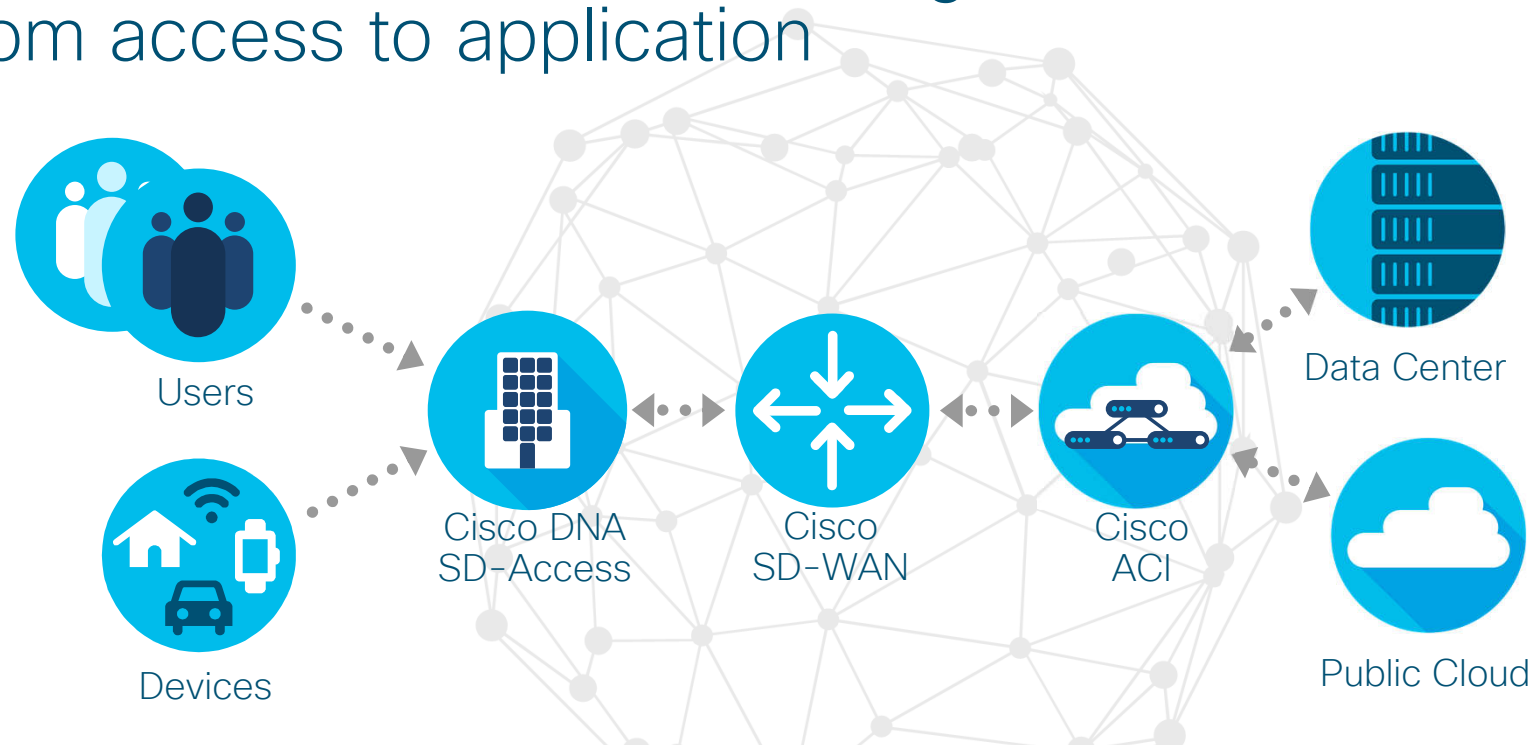 om access to application
Users
Devices
Cisco DNA
SD-Access
Cisco
SD-WAN
Cisco
ACI
Data Center
Public Cloud